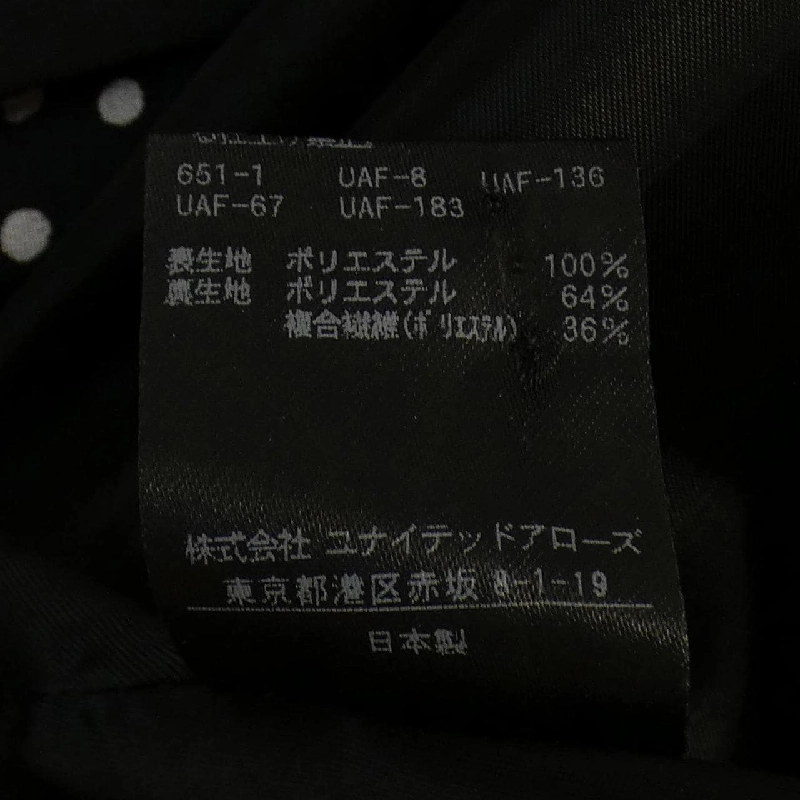 651-1 UAF-8 UAF-136
UAF-67 UAF-183
表生地 ポリエステル 100%
裏生地 ポリエステル 64%
複合繊維(ポリエステル) 36%
株式会社 ユナイテッドアローズ
東京都港区赤坂 8-1-19
日本製